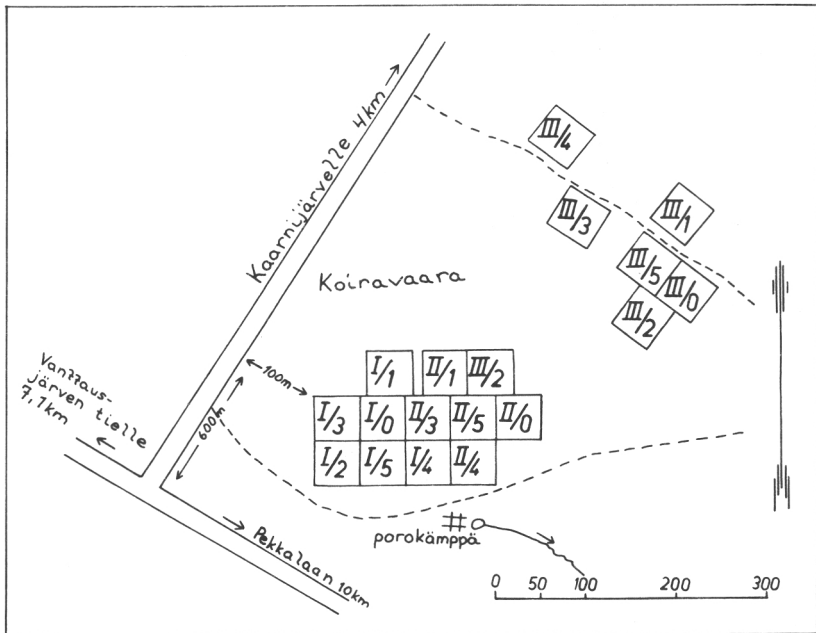 Kaarnijärvelle 4km
III/4
III/3
III/1
III/5
III/0
III/2
Koiravaara
100m
600m
I/1 II/1 III/2
I/3 I/0 II/3 II/5 II/0
I/2 I/5 I/4 II/4
järven tielle
7,1km
Pekkalaan 10km
porokämppä
0 50 100 200 300